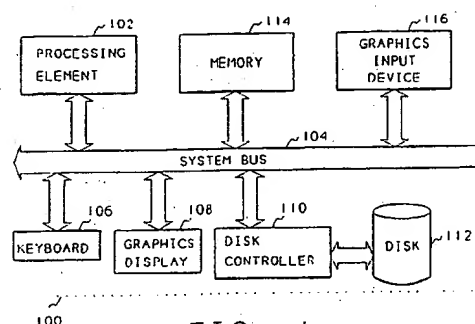 102
114
116
PROCESSING
ELEMENT
MEMORY
GRAPHICS
INPUT
DEVICE
104
SYSTEM BUS
106
108
110
KEYBOARD
GRAPHICS
DISPLAY
DISK
CONTROLLER
DISK
112
100